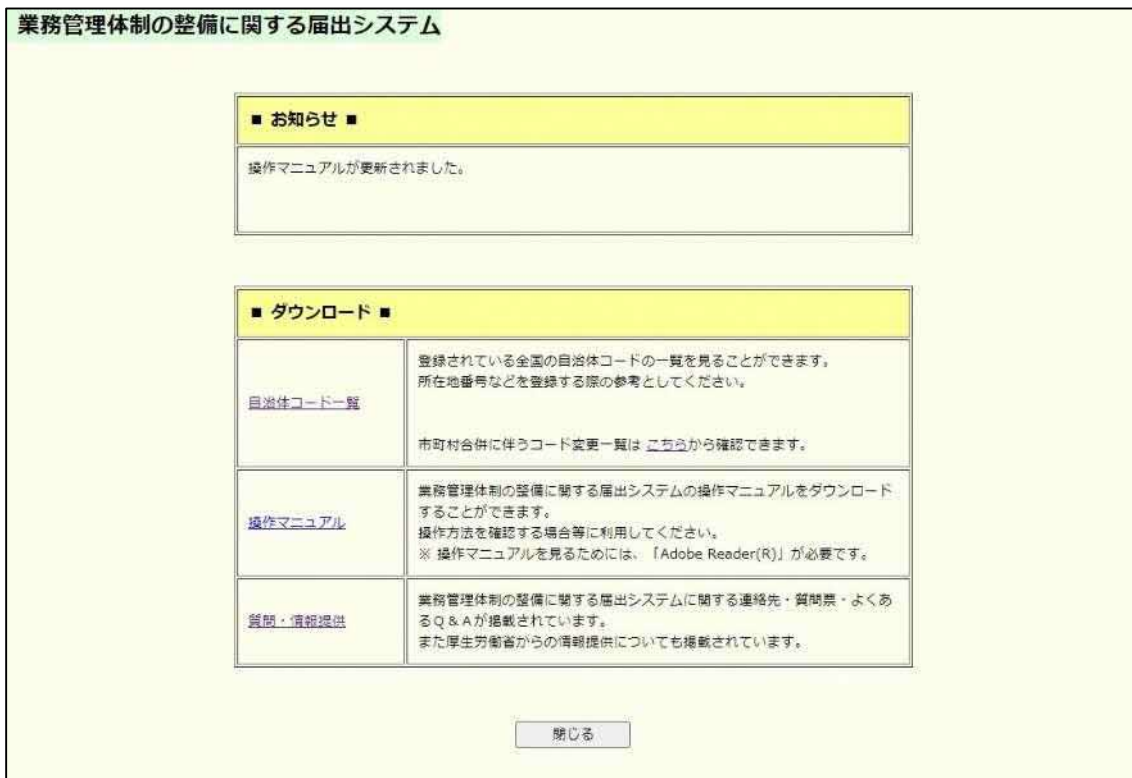 業務管理体制の整備に関する届出システム
■ お知らせ ■
操作マニュアルが更新されました。
■ ダウンロード ■
自治体コード一覧
登録されている全国の自治体コードの一覧を見ることができます。
所在地番号などを登録する際の参考としてください。
市町村合併に伴うコード変更一覧は こちらから確認できます。
操作マニュアル
業務管理体制の整備に関する届出システムの操作マニュアルをダウンロード
することができます。
操作方法を確認する場合等に利用してください。
※ 操作マニュアルを見るためには、「Adobe Reader(R)」が必要です。
質問・情報提供
業務管理体制の整備に関する届出システムに関する連絡先・質問票・よくあ
るQ＆Aが掲載されています。
また厚生労働省からの情報提供についても掲載されています。
閉じる